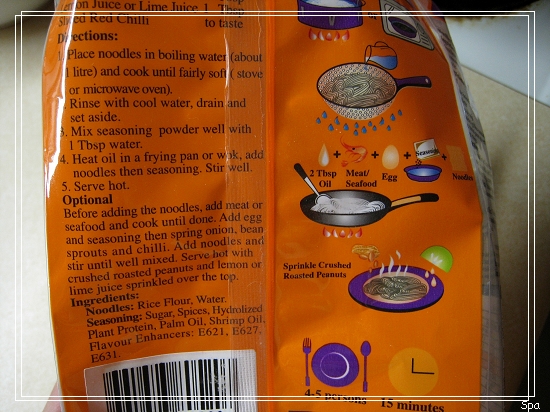 Lemon Juice or Lime Juice 1 Tbsp
Sliced Red Chilli to taste
Directions:
1. Place noodles in boiling water (about
1 litre) and cook until fairly soft ( stove
or microwave oven).
Rinse with cool water, drain and
set aside.
3. Mix seasoning powder well with
1 Tbsp water.
4. Heat oil in a frying pan or wok, add
noodles then seasoning. Stir well.
5. Serve hot.
Optional
Before adding the noodles, add meat or
seafood and cook until done. Add egg
and seasoning then spring onion, bean
sprouts and chilli. Add noodles and
stir until well mixed. Serve hot with
crushed roasted peanuts and lemon or
lime juice sprinkled over the top.
Ingredients:
Noodles: Rice Flour, Water.
Seasoning: Sugar, Spices, Hydrolized
Plant Protein, Palm Oil, Shrimp Oil,
Flavour Enhancers: E621, E627,
E631.
or
Seasoning
2 Tbsp Oil
Meat/ Seafood
Egg
Noodles
Sprinkle Crushed
Roasted Peanuts
4-5 persons 15 minutes
Spa